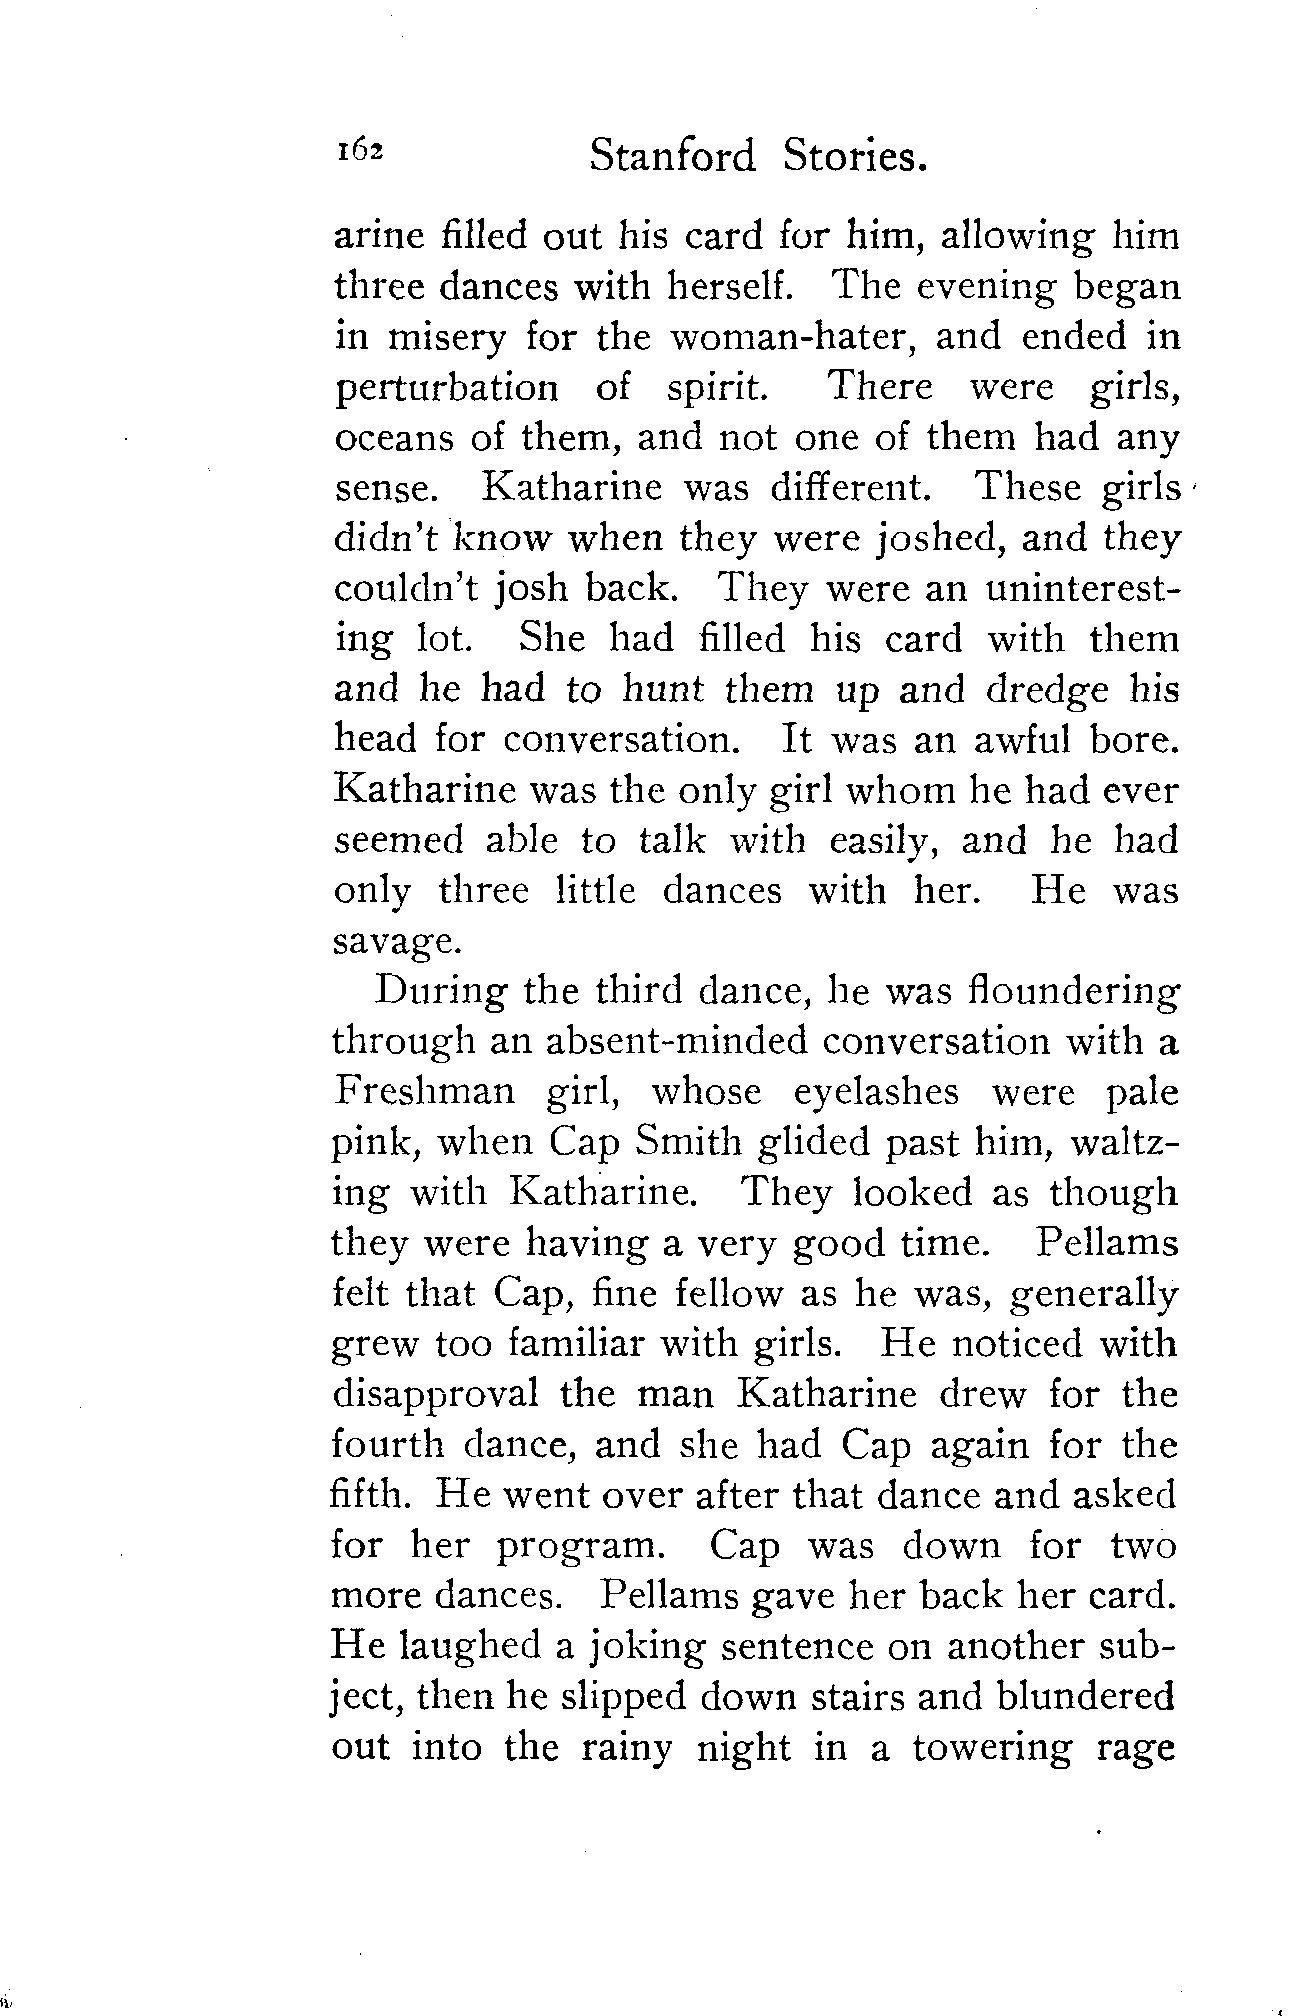 162 Stanford Stories.
arine filled out his card for him, allowing him
three dances with herself. The evening began
in misery for the woman-hater, and ended in
perturbation of spirit. There were girls,
oceans of them, and not one of them had any
sense. Katharine was different. These girls
didn't know when they were joshed, and they
couldn't josh back. They were an uninterest-
ing lot. She had filled his card with them
and he had to hunt them up and dredge his
head for conversation. It was an awful bore.
Katharine was the only girl whom he had ever
seemed able to talk with easily, and he had
only three little dances with her. He was
savage.
During the third dance, he was floundering
through an absent-minded conversation with a
Freshman girl, whose eyelashes were pale
pink, when Cap Smith glided past him, waltz-
ing with Katharine. They looked as though
they were having a very good time. Pellams
felt that Cap, fine fellow as he was, generally
grew too familiar with girls. He noticed with
disapproval the man Katharine drew for the
fourth dance, and she had Cap again for the
fifth. He went over after that dance and asked
for her program. Cap was down for two
more dances. Pellams gave her back her card.
He laughed a joking sentence on another sub-
ject, then he slipped down stairs and blundered
out into the rainy night in a towering rage